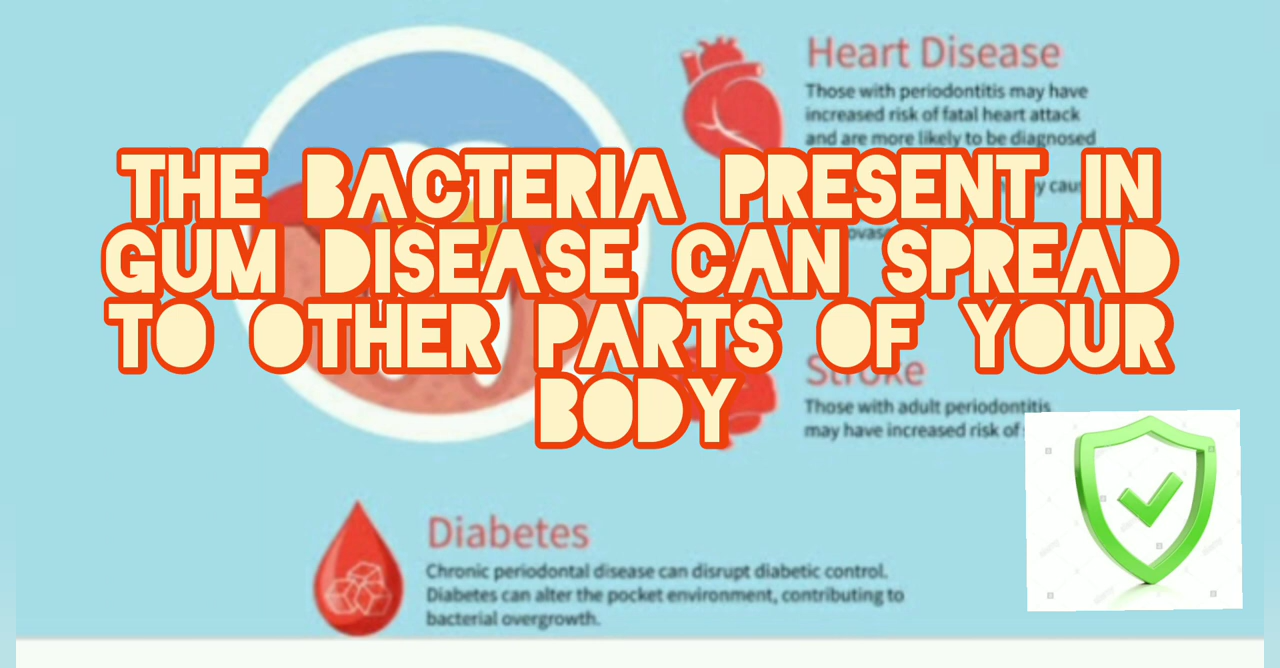 Heart Disease
Those with periodontitis may have
increased risk of fatal heart attack
and are more likely to be diagnosed
THE BACTERIA PRESENT IN
GUM DISEASE CAN SPREAD
TO OTHER PARTS OF YOUR
BODY
Stroke
Those with adult periodontitis
may have increased risk of
Diabetes
Chronic periodontal disease can disrupt diabetic control.
Diabetes can alter the pocket environment, contributing to
bacterial overgrowth.